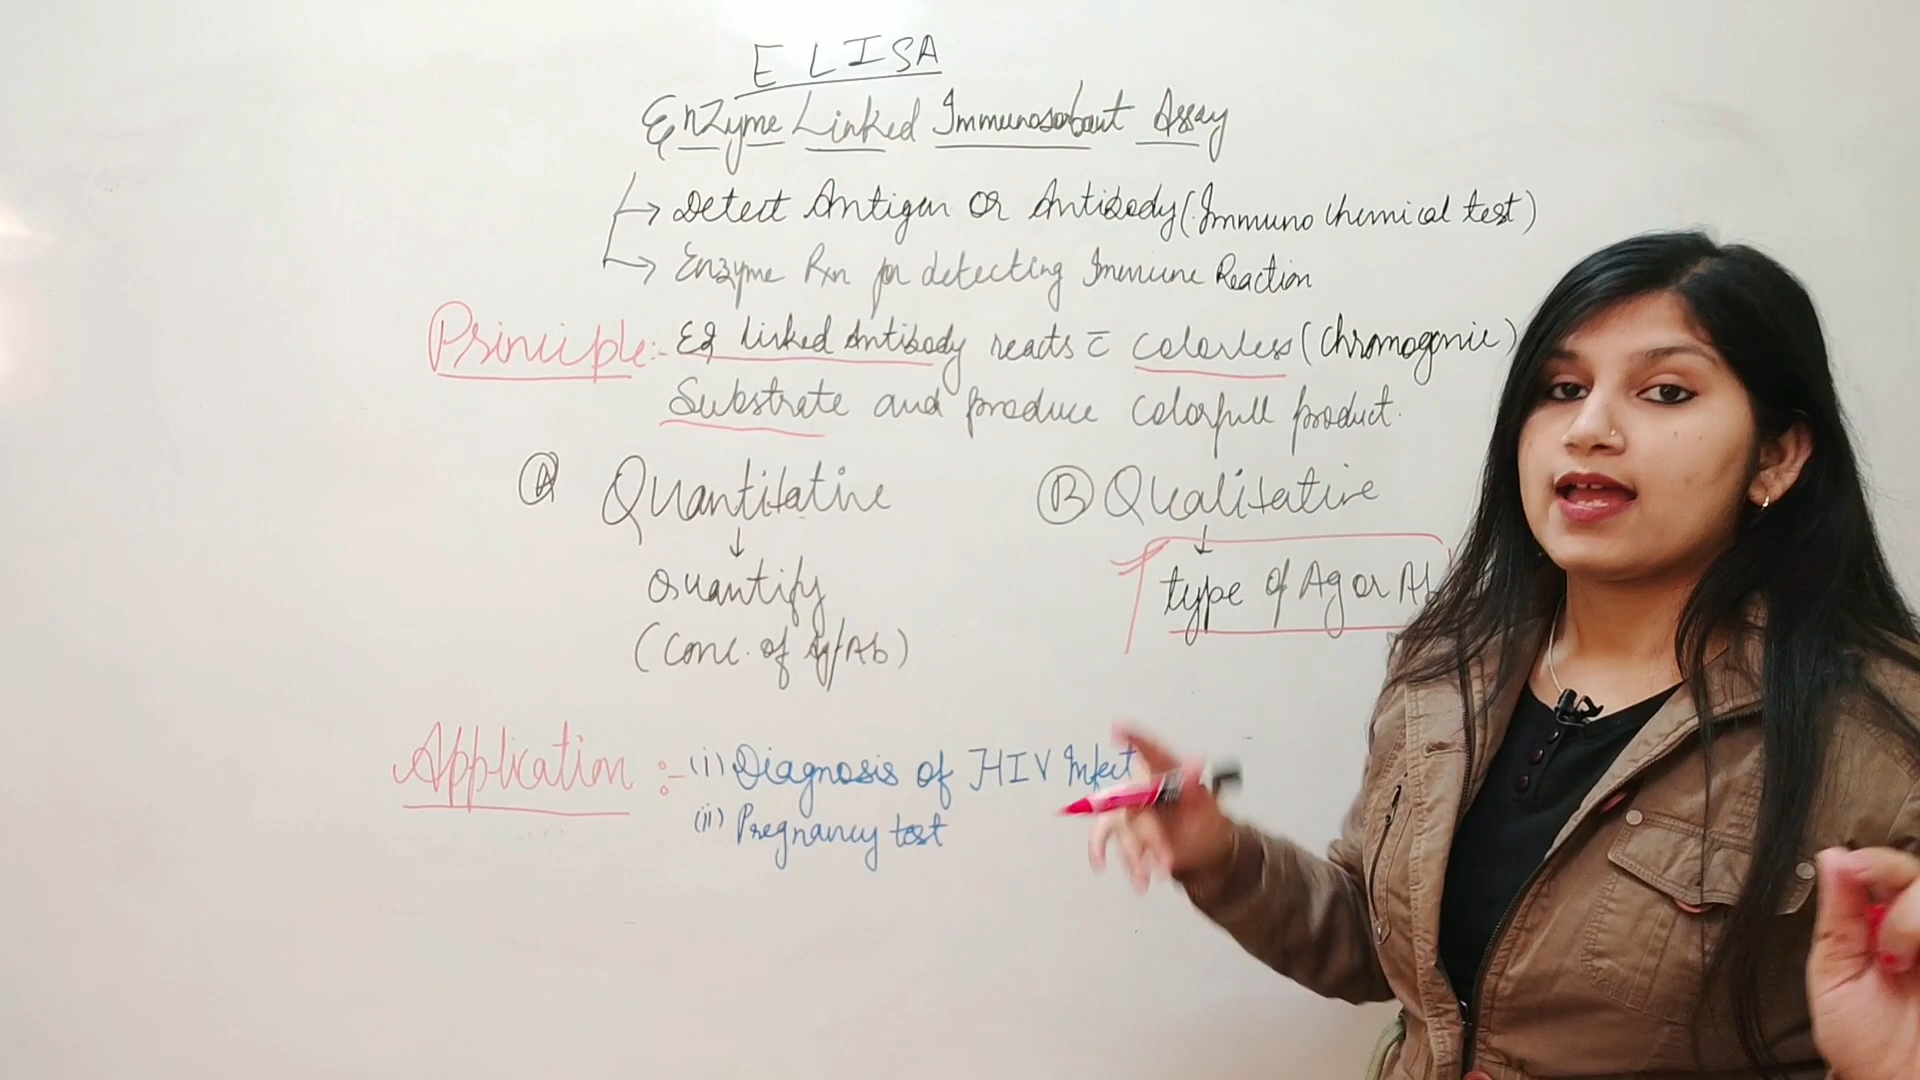 ELISA
Enzyme Linked Immunosorbant Assay
→ Detect Antigen OR Antibody (Immuno chemical test)
→ Enzyme Rxn for detecting Immune Reaction
Principle:- Ez linked Antibody reacts c̄ colorless (Chromogenic)
Substrate and produce colorfull product.
Ⓐ Quantitative Ⓑ Qualitative
↓ ↓
Quantify type of Ag or Ab
(Conc. of Ag/Ab)
Application :- (i) Diagnosis of HIV Infect
(ii) Pregnancy test